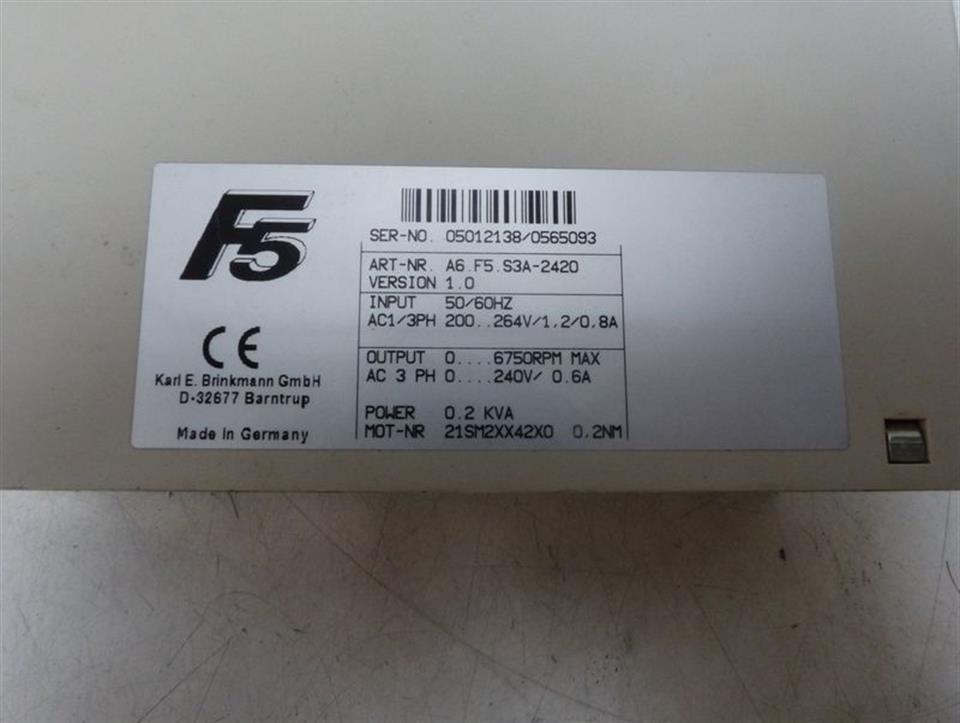 F5
CE
Karl E. Brinkmann GmbH
D-32677 Barntrup
Made in Germany
SER-NO. 05012138/0565093
ART-NR. A6.F5.S3A-2420
VERSION 1.0
INPUT 50/60HZ
AC1/3PH 200..264V/1,2/0,8A
OUTPUT 0....6750RPM MAX
AC 3 PH 0....240V/ 0.6A
POWER 0.2 KVA
MOT-NR 21SM2XX42X0 0,2NM